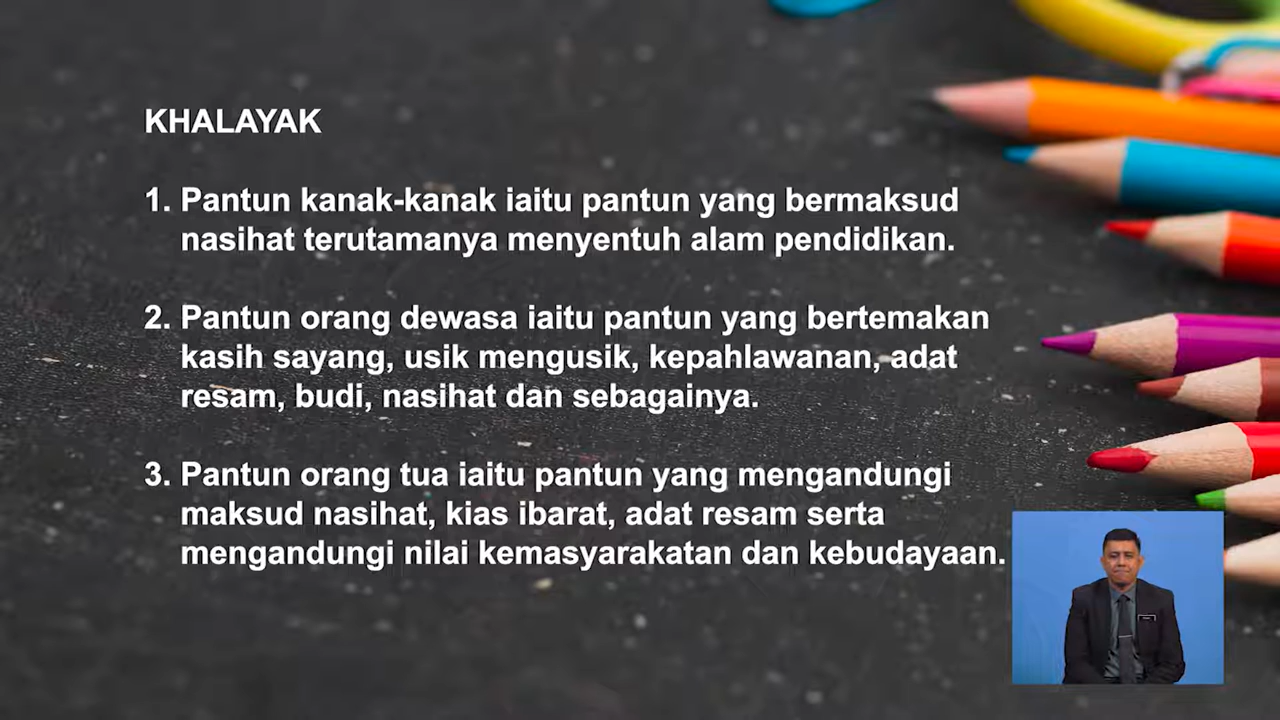 KHALAYAK
1. Pantun kanak-kanak iaitu pantun yang bermaksud
nasihat terutamanya menyentuh alam pendidikan.
2. Pantun orang dewasa iaitu pantun yang bertemakan
kasih sayang, usik mengusik, kepahlawanan, adat
resam, budi, nasihat dan sebagainya.
3. Pantun orang tua iaitu pantun yang mengandungi
maksud nasihat, kias ibarat, adat resam serta
mengandungi nilai kemasyarakatan dan kebudayaan.